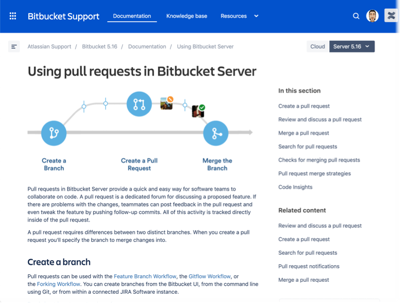 Bitbucket Support
Documentation
Knowledge base
Resources
Atlassian Support / Bitbucket 5.16 / Documentation / Using Bitbucket Server
Cloud
Server 5.16
Using pull requests in Bitbucket Server
Create a
Branch
Create a Pull
Request
Merge the
Branch
Pull requests in Bitbucket Server provide a quick and easy way for software teams to
collaborate on code. A pull request is a dedicated forum for discussing a proposed feature. If
there are problems with the changes, teammates can post feedback in the pull request and
even tweak the feature by pushing follow-up commits. All of this activity is tracked directly
inside of the pull request.
A pull request requires differences between two distinct branches. When you create a pull
request you'll specify the branch to merge changes into.
Create a branch
Pull requests can be used with the Feature Branch Workflow, the Gitflow Workflow, or
the Forking Workflow. You can create branches from the Bitbucket UI, from the command line
using Git, or from within a connected JIRA Software instance.
In this section
Create a pull request
Review and discuss a pull request
Merge a pull request
Search for pull requests
Checks for merging pull requests
Pull request merge strategies
Code Insights
Related content
Review and discuss a pull request
Create a pull request
Search for pull requests
Pull request notifications
Merge a pull request